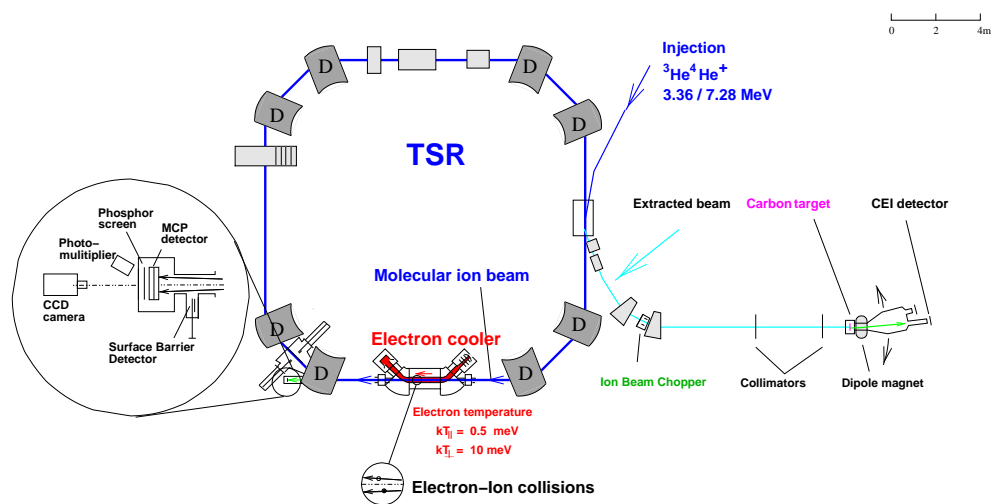 0 2 4m
Injection
³He⁴He⁺
3.36 / 7.28 MeV
D
D
D
D
D
D
D
D
TSR
Extracted beam
Carbon target
CEI detector
Phosphor
screen
MCP
detector
Photo−
mulitiplier
CCD
camera
Surface Barrier
Detector
Molecular ion beam
Electron cooler
Ion Beam Chopper
Collimators
Dipole magnet
Electron temperature
kT|| = 0.5 meV
kT⊥ = 10 meV
Electron−Ion collisions